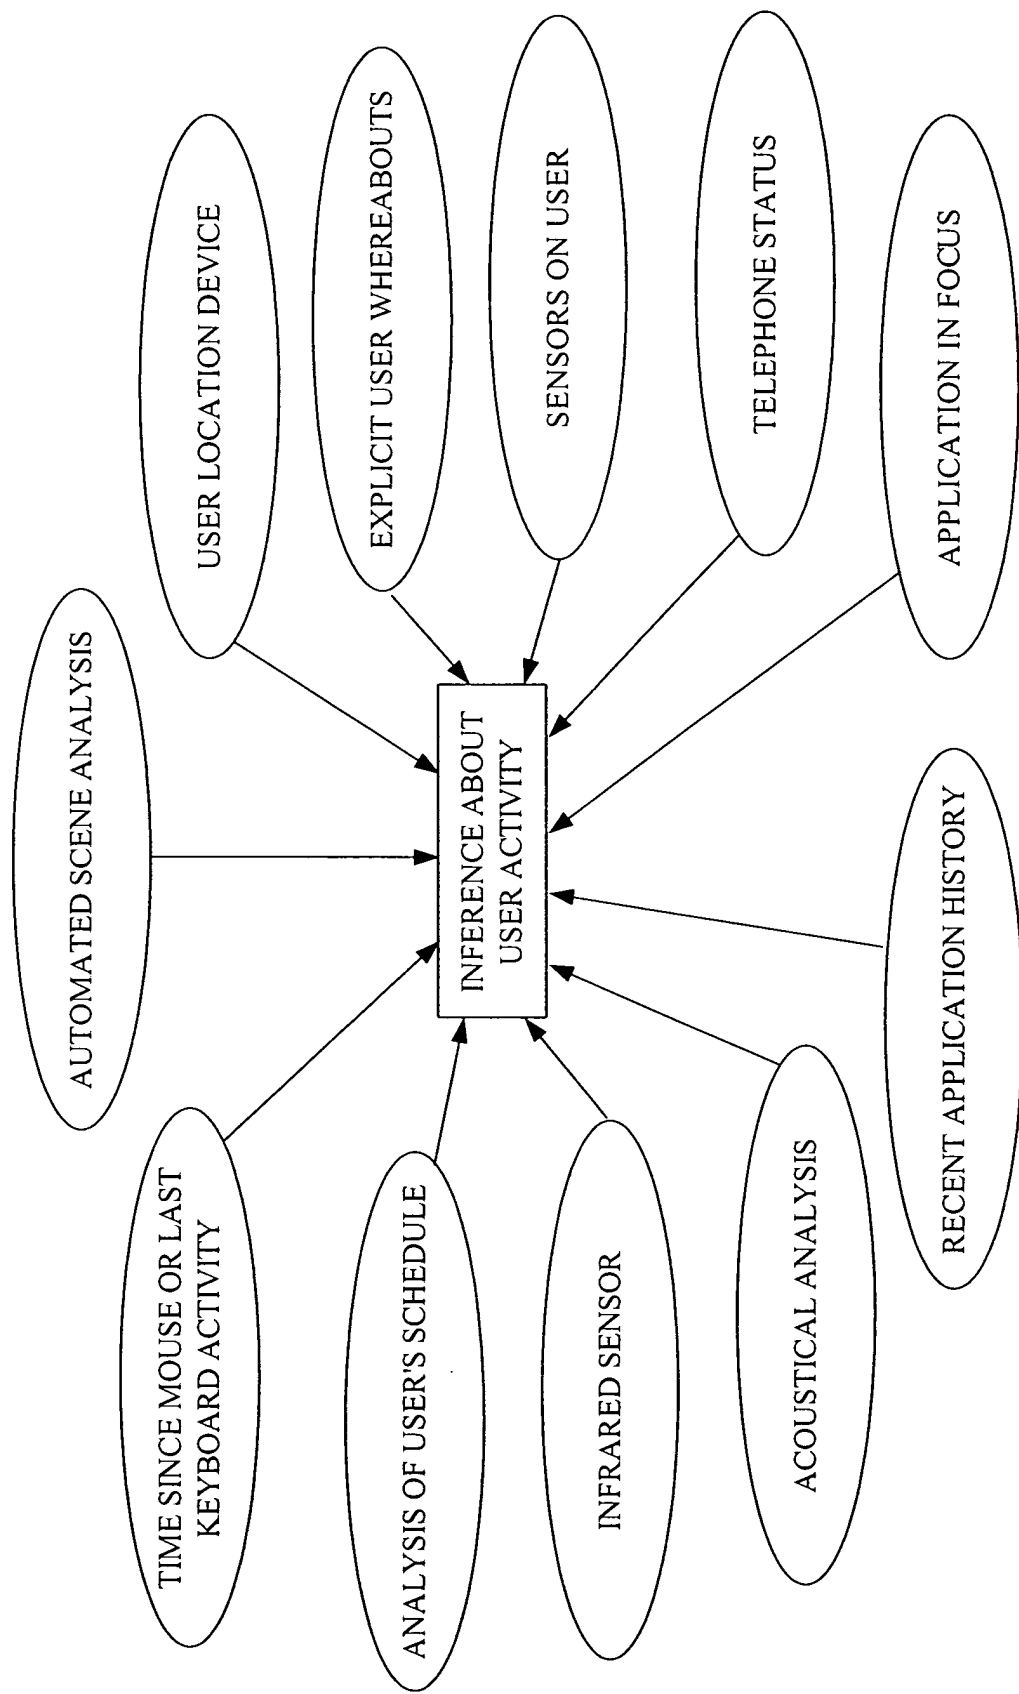 AUTOMATED SCENE ANALYSIS
TIME SINCE MOUSE OR LAST
KEYBOARD ACTIVITY
USER LOCATION DEVICE
ANALYSIS OF USER'S SCHEDULE
EXPLICIT USER WHEREABOUTS
INFERENCE ABOUT
USER ACTIVITY
INFRARED SENSOR
SENSORS ON USER
ACOUSTICAL ANALYSIS
TELEPHONE STATUS
RECENT APPLICATION HISTORY
APPLICATION IN FOCUS